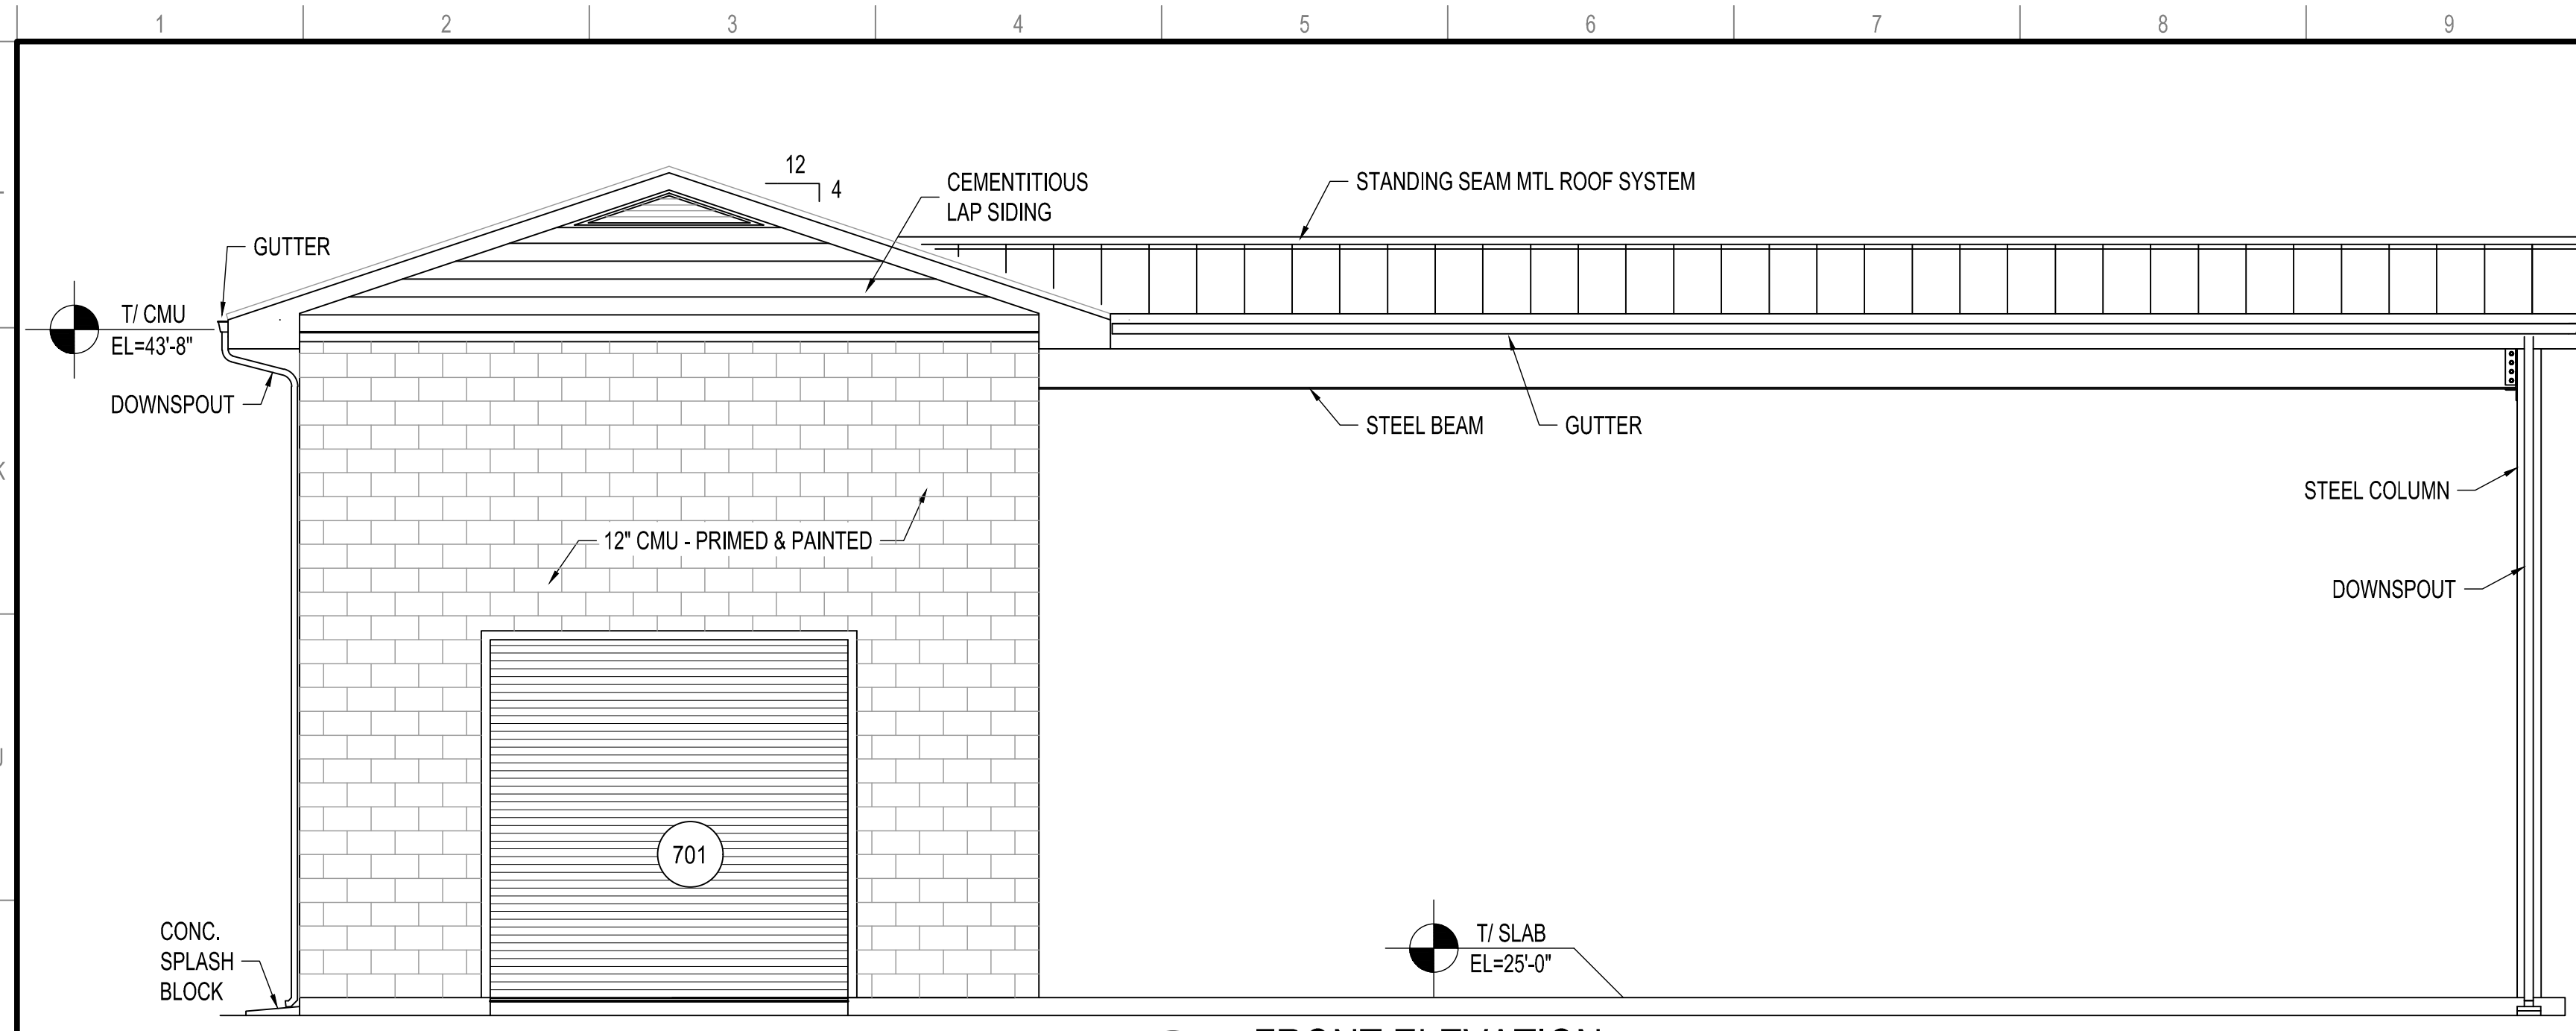 1 2 3 4 5 6 7 8 9
12
4
CEMENTITIOUS
LAP SIDING
STANDING SEAM MTL ROOF SYSTEM
GUTTER
T/ CMU
EL=43'-8"
DOWNSPOUT
STEEL BEAM
GUTTER
STEEL COLUMN
12" CMU - PRIMED & PAINTED
DOWNSPOUT
701
CONC.
SPLASH
BLOCK
T/ SLAB
EL=25'-0"
FRONT ELEVATION